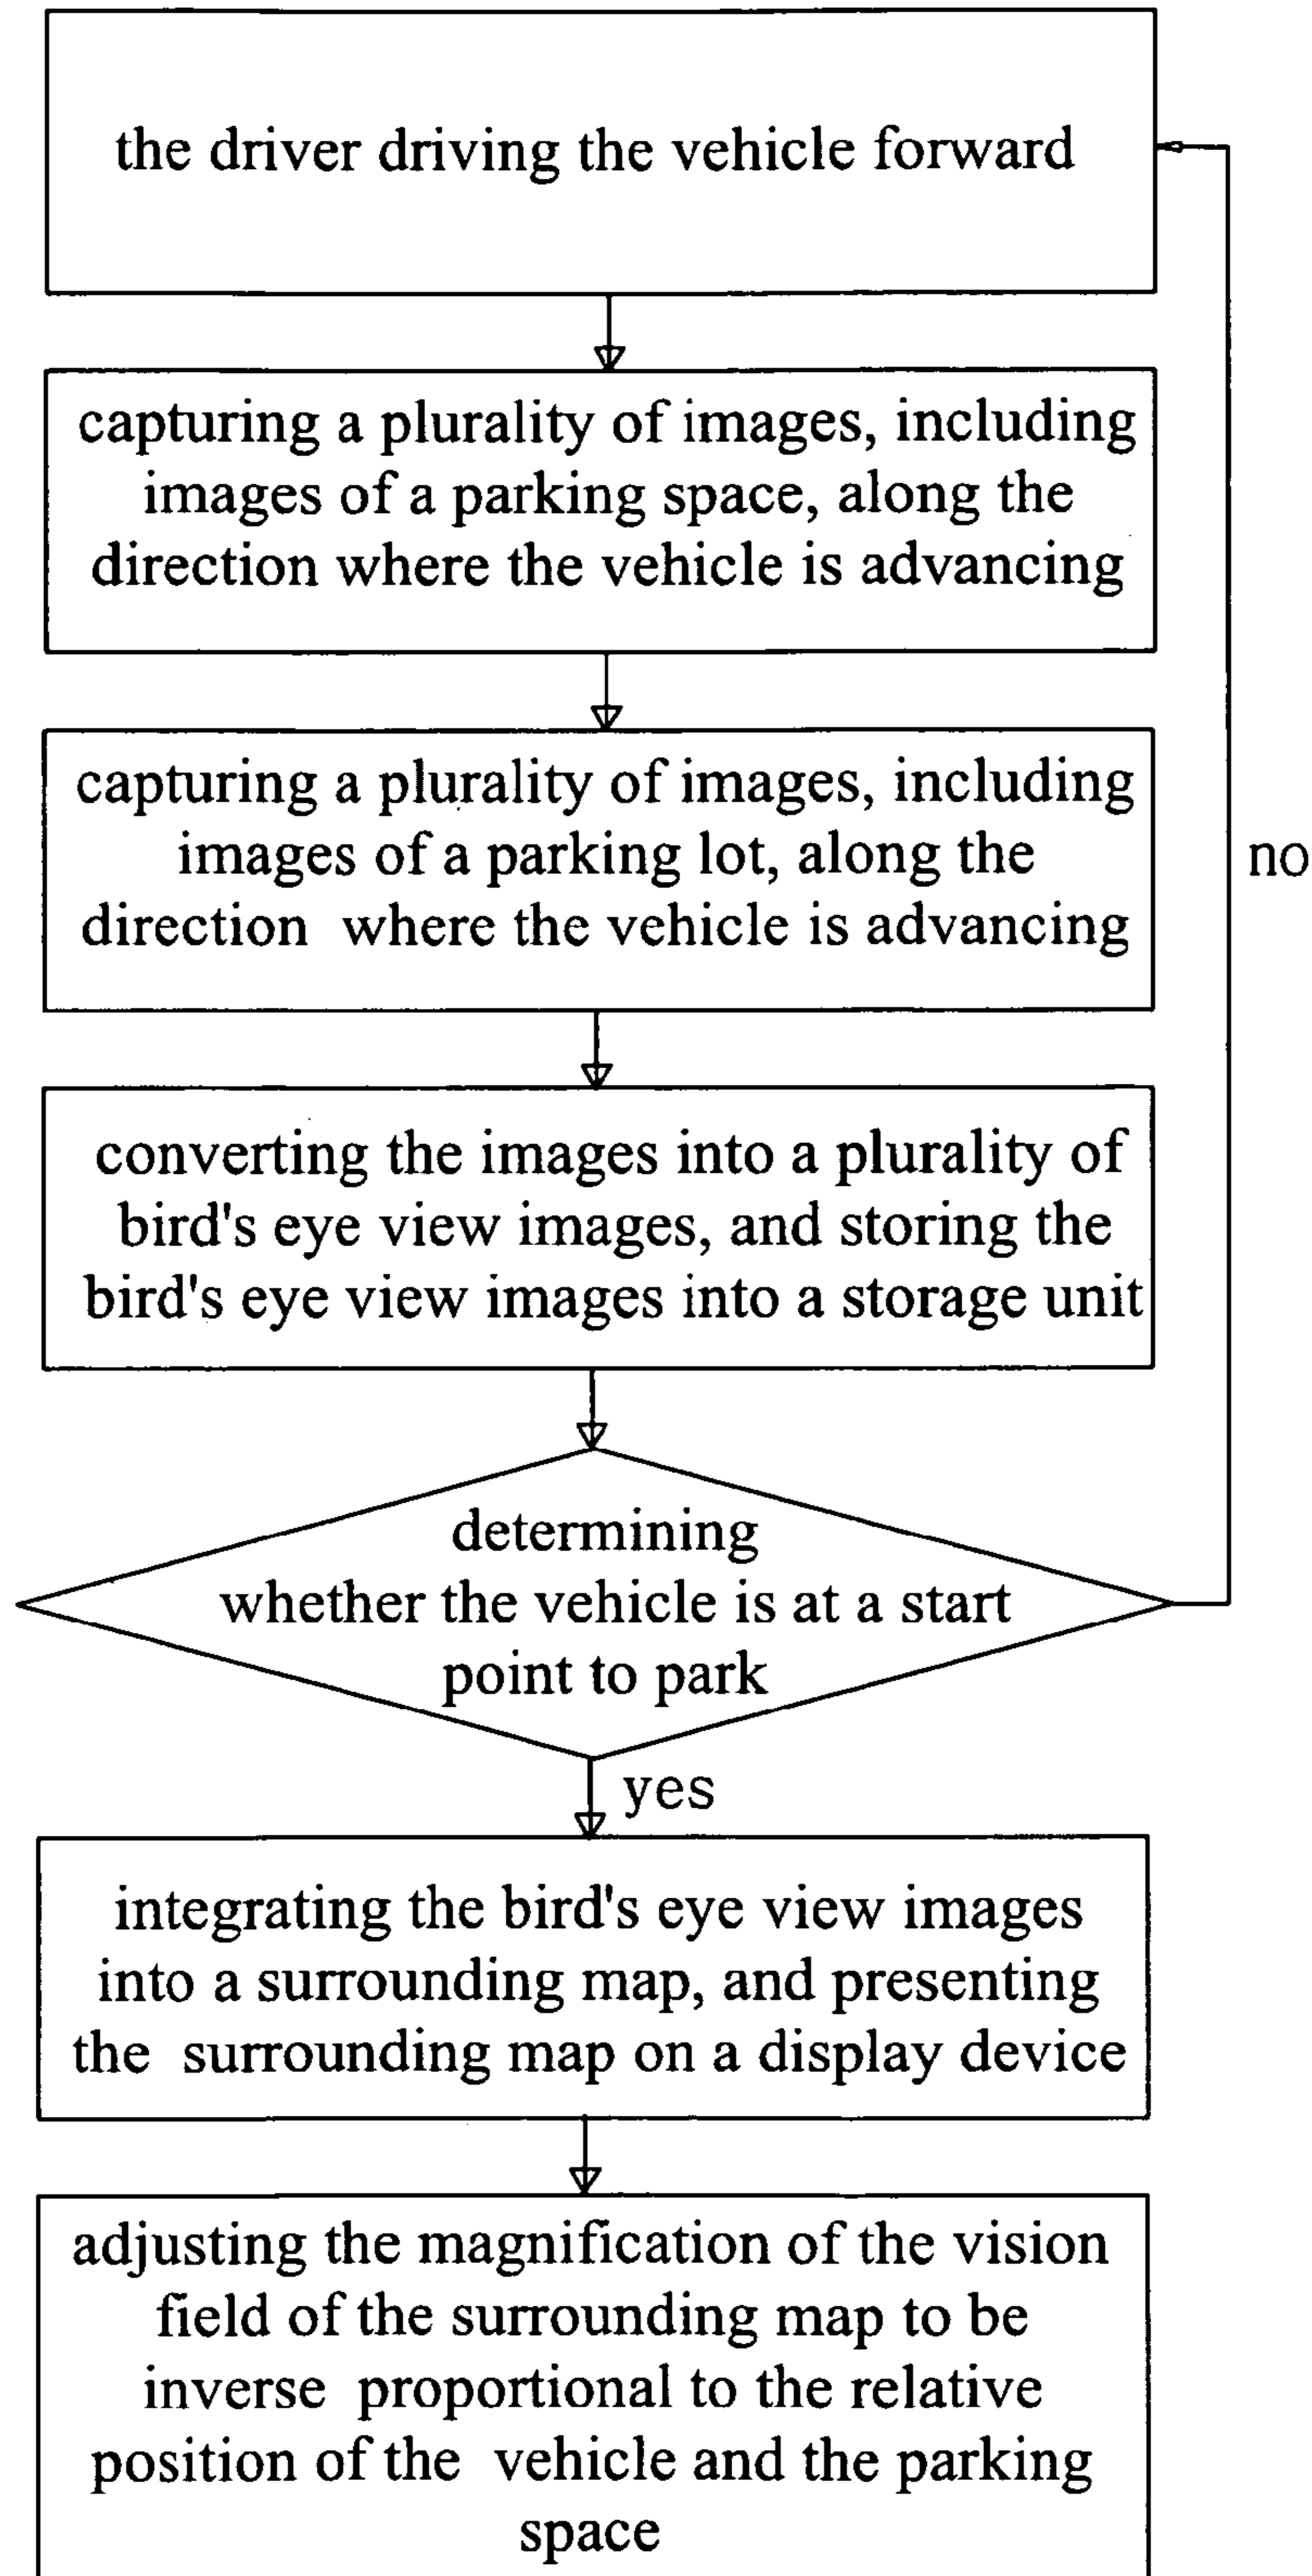 the driver driving the vehicle forward
capturing a plurality of images, including
images of a parking space, along the
direction where the vehicle is advancing
capturing a plurality of images, including
images of a parking lot, along the
direction where the vehicle is advancing
no
converting the images into a plurality of
bird's eye view images, and storing the
bird's eye view images into a storage unit
determining
whether the vehicle is at a start
point to park
yes
integrating the bird's eye view images
into a surrounding map, and presenting
the surrounding map on a display device
adjusting the magnification of the vision
field of the surrounding map to be
inverse proportional to the relative
position of the vehicle and the parking
space